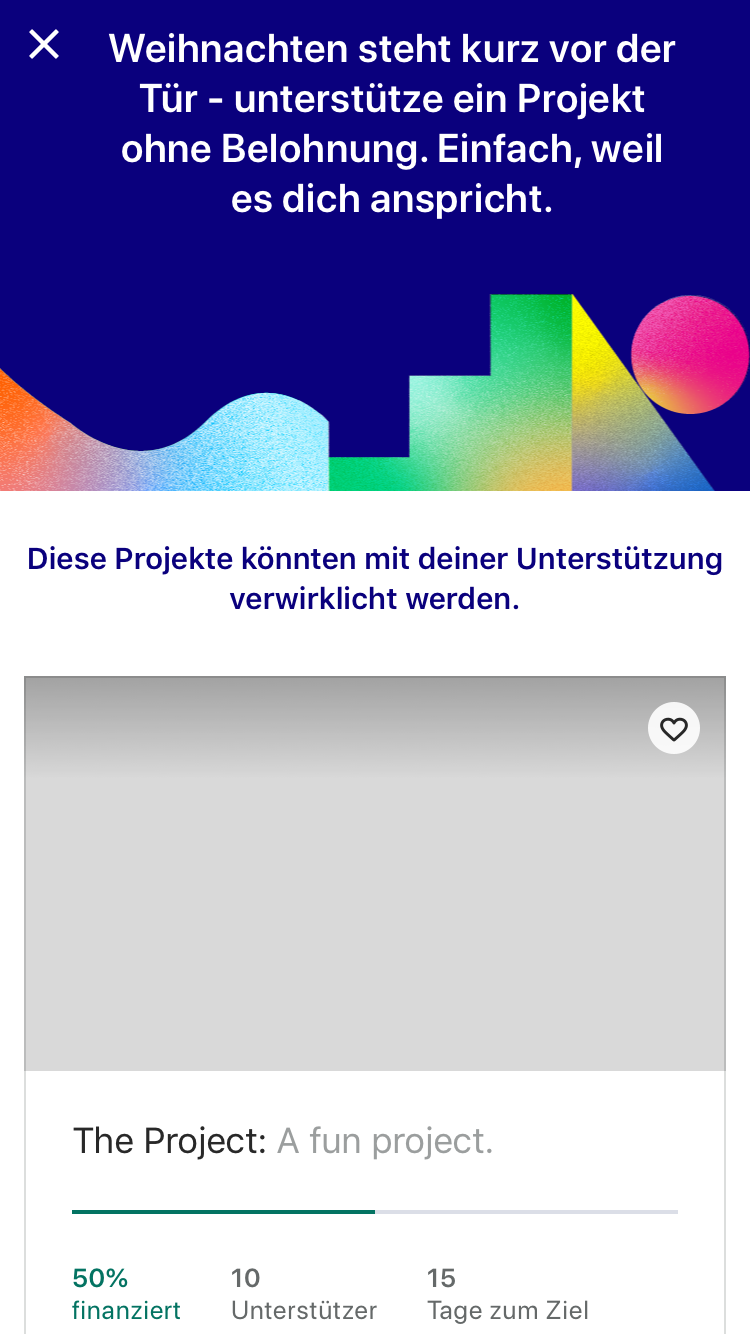 Weihnachten steht kurz vor der
Tür - unterstütze ein Projekt
ohne Belohnung. Einfach, weil
es dich anspricht.
Diese Projekte könnten mit deiner Unterstützung
verwirklicht werden.
The Project: A fun project.
50% 10 15
finanziert Unterstützer Tage zum Ziel